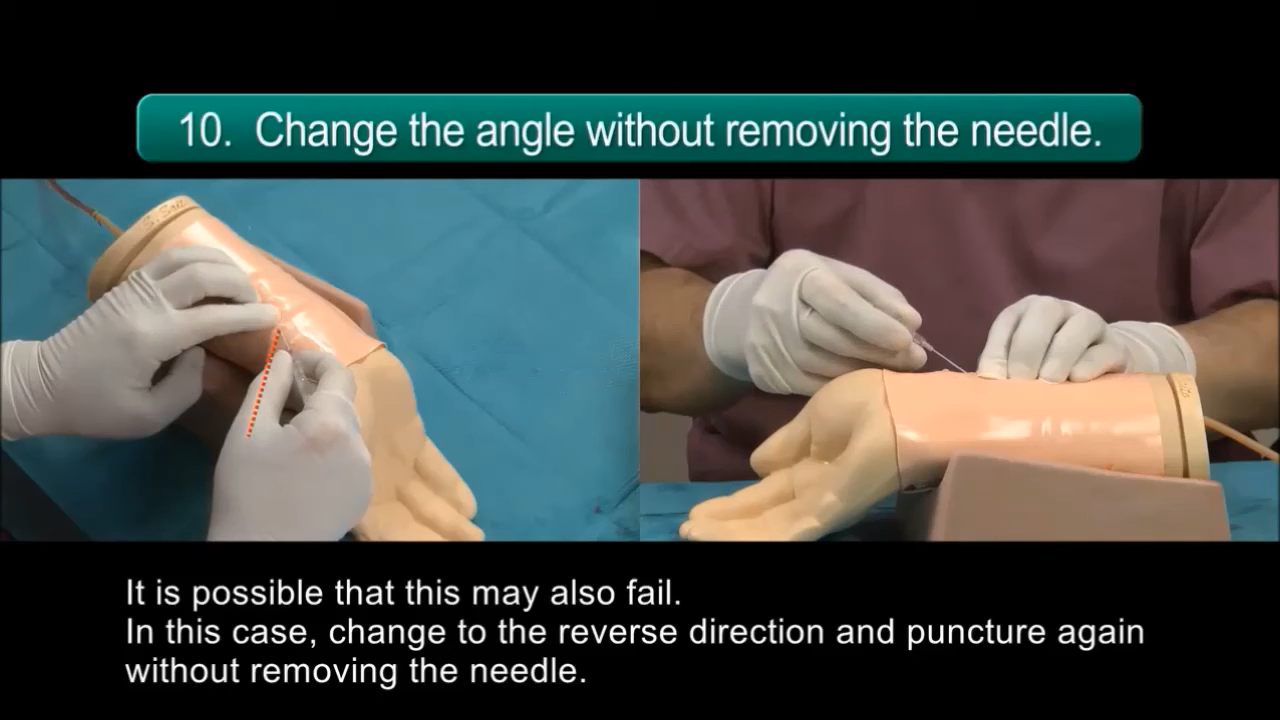 10. Change the angle without removing the needle.
It is possible that this may also fail.
In this case, change to the reverse direction and puncture again
without removing the needle.